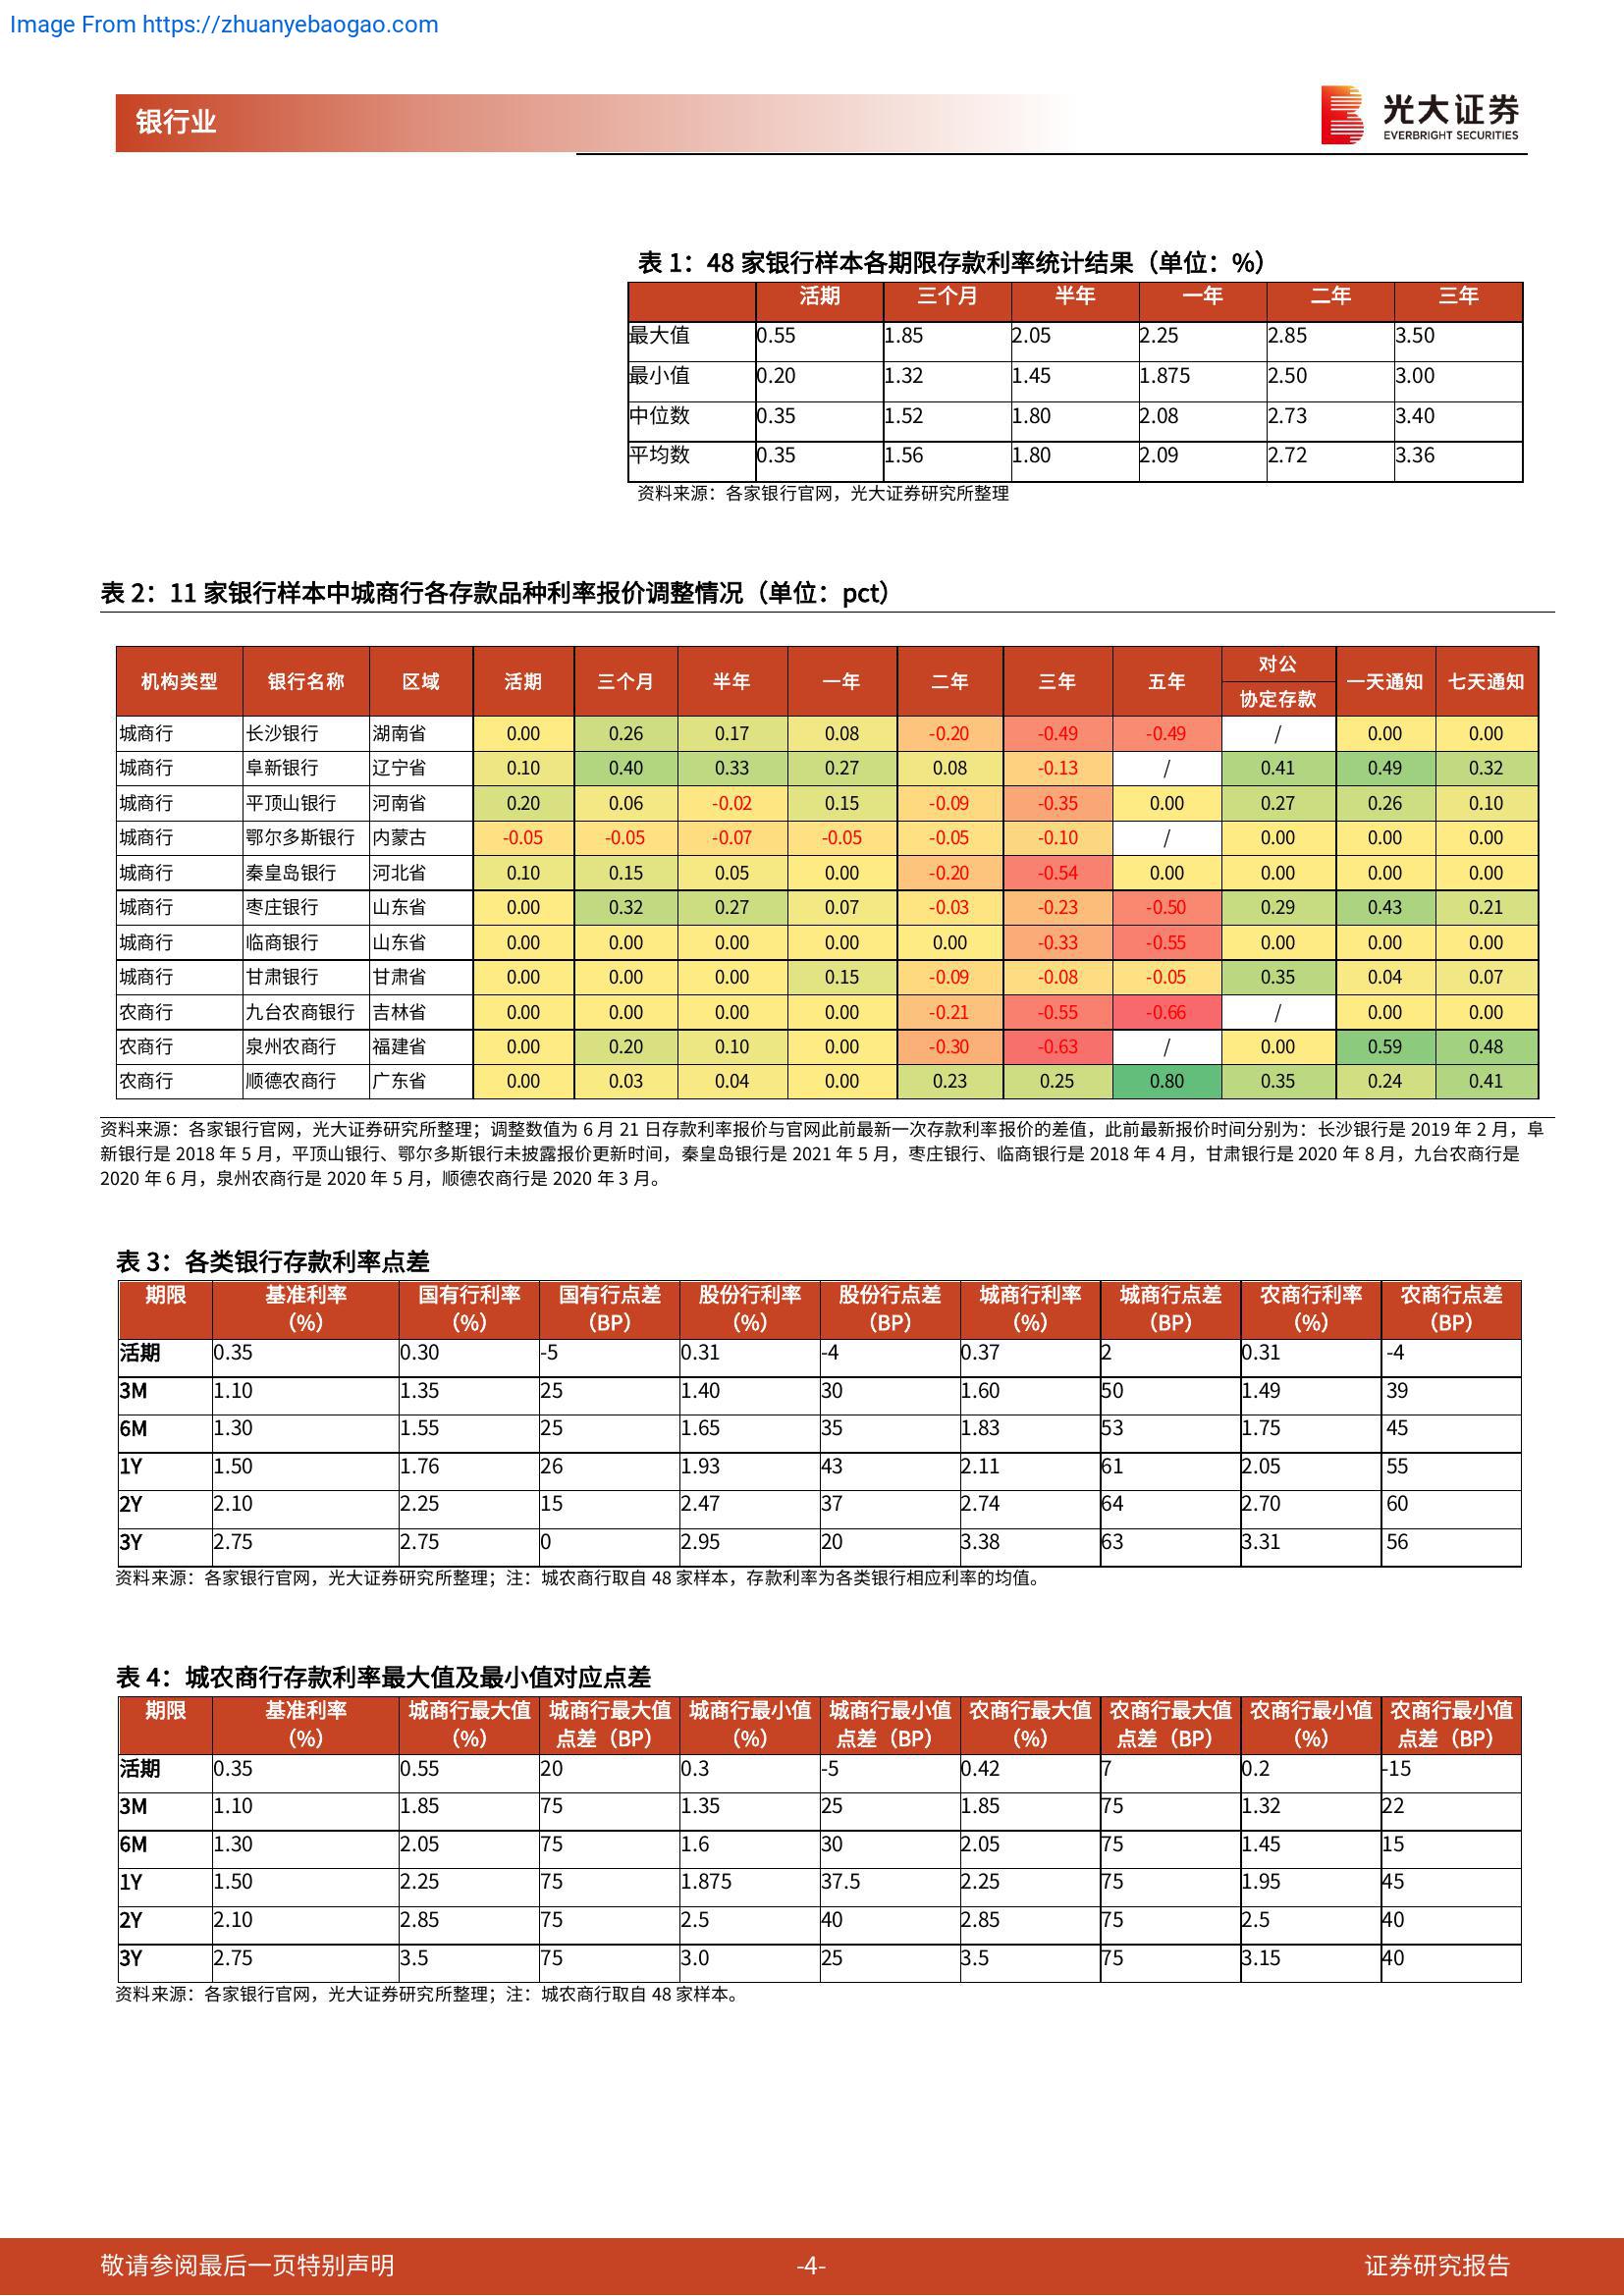 Image From https://zhuanyebaogao.com
银行业
光大证券
EVERBRIGHT SECURITIES
表 1：48 家银行样本各期限存款利率统计结果（单位：%）
活期 三个月 半年 一年 二年 三年
最大值 0.55 1.85 2.05 2.25 2.85 3.50
最小值 0.20 1.32 1.45 1.875 2.50 3.00
中位数 0.35 1.52 1.80 2.08 2.73 3.40
平均数 0.35 1.56 1.80 2.09 2.72 3.36
资料来源：各家银行官网，光大证券研究所整理
表 2：11 家银行样本中城商行各存款品种利率报价调整情况（单位：pct）
机构类型 银行名称 区域 活期 三个月 半年 一年 二年 三年 五年 对公 一天通知 七天通知
协定存款
城商行 长沙银行 湖南省 0.00 0.26 0.17 0.08 -0.20 -0.49 -0.49 / 0.00 0.00
城商行 阜新银行 辽宁省 0.10 0.40 0.33 0.27 0.08 -0.13 / 0.41 0.49 0.32
城商行 平顶山银行 河南省 0.20 0.06 -0.02 0.15 -0.09 -0.35 0.00 0.27 0.26 0.10
城商行 鄂尔多斯银行 内蒙古 -0.05 -0.05 -0.07 -0.05 -0.05 -0.10 / 0.00 0.00 0.00
城商行 秦皇岛银行 河北省 0.10 0.15 0.05 0.00 -0.20 -0.54 0.00 0.00 0.00 0.00
城商行 枣庄银行 山东省 0.00 0.32 0.27 0.07 -0.03 -0.23 -0.50 0.29 0.43 0.21
城商行 临商银行 山东省 0.00 0.00 0.00 0.00 0.00 -0.33 -0.55 0.00 0.00 0.00
城商行 甘肃银行 甘肃省 0.00 0.00 0.00 0.15 -0.09 -0.08 -0.05 0.35 0.04 0.07
农商行 九台农商银行 吉林省 0.00 0.00 0.00 0.00 -0.21 -0.55 -0.66 / 0.00 0.00
农商行 泉州农商行 福建省 0.00 0.20 0.10 0.00 -0.30 -0.63 / 0.00 0.59 0.48
农商行 顺德农商行 广东省 0.00 0.03 0.04 0.00 0.23 0.25 0.80 0.35 0.24 0.41
资料来源：各家银行官网，光大证券研究所整理；调整数值为 6 月 21 日存款利率报价与官网此前最新一次存款利率报价的差值，此前最新报价时间分别为：长沙银行是 2019 年 2 月，阜
新银行是 2018 年 5 月，平顶山银行、鄂尔多斯银行未披露报价更新时间，秦皇岛银行是 2021 年 5 月，枣庄银行、临商银行是 2018 年 4 月，甘肃银行是 2020 年 8 月，九台农商行是
2020 年 6 月，泉州农商行是 2020 年 5 月，顺德农商行是 2020 年 3 月。
表 3：各类银行存款利率点差
期限 基准利率 国有行利率 国有行点差 股份行利率 股份行点差 城商行利率 城商行点差 农商行利率 农商行点差
（%） （%） （BP） （%） （BP） （%） （BP） （%） （BP）
活期 0.35 0.30 -5 0.31 -4 0.37 2 0.31 -4
3M 1.10 1.35 25 1.40 30 1.60 50 1.49 39
6M 1.30 1.55 25 1.65 35 1.83 53 1.75 45
1Y 1.50 1.76 26 1.93 43 2.11 61 2.05 55
2Y 2.10 2.25 15 2.47 37 2.74 64 2.70 60
3Y 2.75 2.75 0 2.95 20 3.38 63 3.31 56
资料来源：各家银行官网，光大证券研究所整理；注：城农商行取自 48 家样本，存款利率为各类银行相应利率的均值。
表 4：城农商行存款利率最大值及最小值对应点差
期限 基准利率 城商行最大值 城商行最大值 城商行最小值 城商行最小值 农商行最大值 农商行最大值 农商行最小值 农商行最小值
（%） （%） 点差（BP） （%） 点差（BP） （%） 点差（BP） （%） 点差（BP）
活期 0.35 0.55 20 0.3 -5 0.42 7 0.2 -15
3M 1.10 1.85 75 1.35 25 1.85 75 1.32 22
6M 1.30 2.05 75 1.6 30 2.05 75 1.45 15
1Y 1.50 2.25 75 1.875 37.5 2.25 75 1.95 45
2Y 2.10 2.85 75 2.5 40 2.85 75 2.5 40
3Y 2.75 3.5 75 3.0 25 3.5 75 3.15 40
资料来源：各家银行官网，光大证券研究所整理；注：城农商行取自 48 家样本。
敬请参阅最后一页特别声明 -4- 证券研究报告